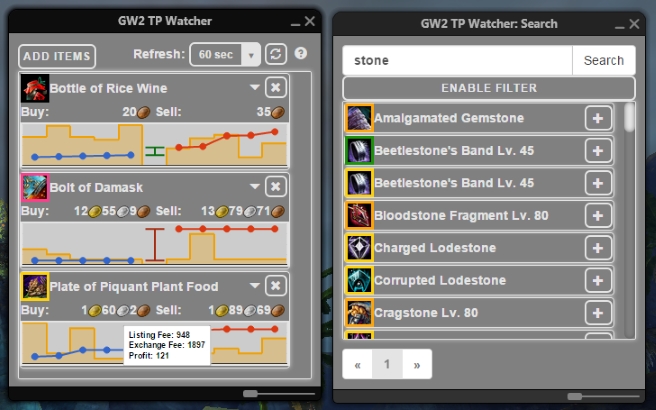 GW2 TP Watcher
ADD ITEMS Refresh: 60 sec
Bottle of Rice Wine
Buy: 20 Sell: 35
Bolt of Damask
Buy: 12 55 9 Sell: 13 79 71
Plate of Piquant Plant Food
Buy: 1 60 2 Sell: 1 89 69
Listing Fee: 948
Exchange Fee: 1897
Profit: 121
GW2 TP Watcher: Search
stone Search
ENABLE FILTER
Amalgamated Gemstone
Beetlestone's Band Lv. 45
Beetlestone's Band Lv. 45
Bloodstone Fragment Lv. 80
Charged Lodestone
Corrupted Lodestone
Cragstone Lv. 80
« 1 »